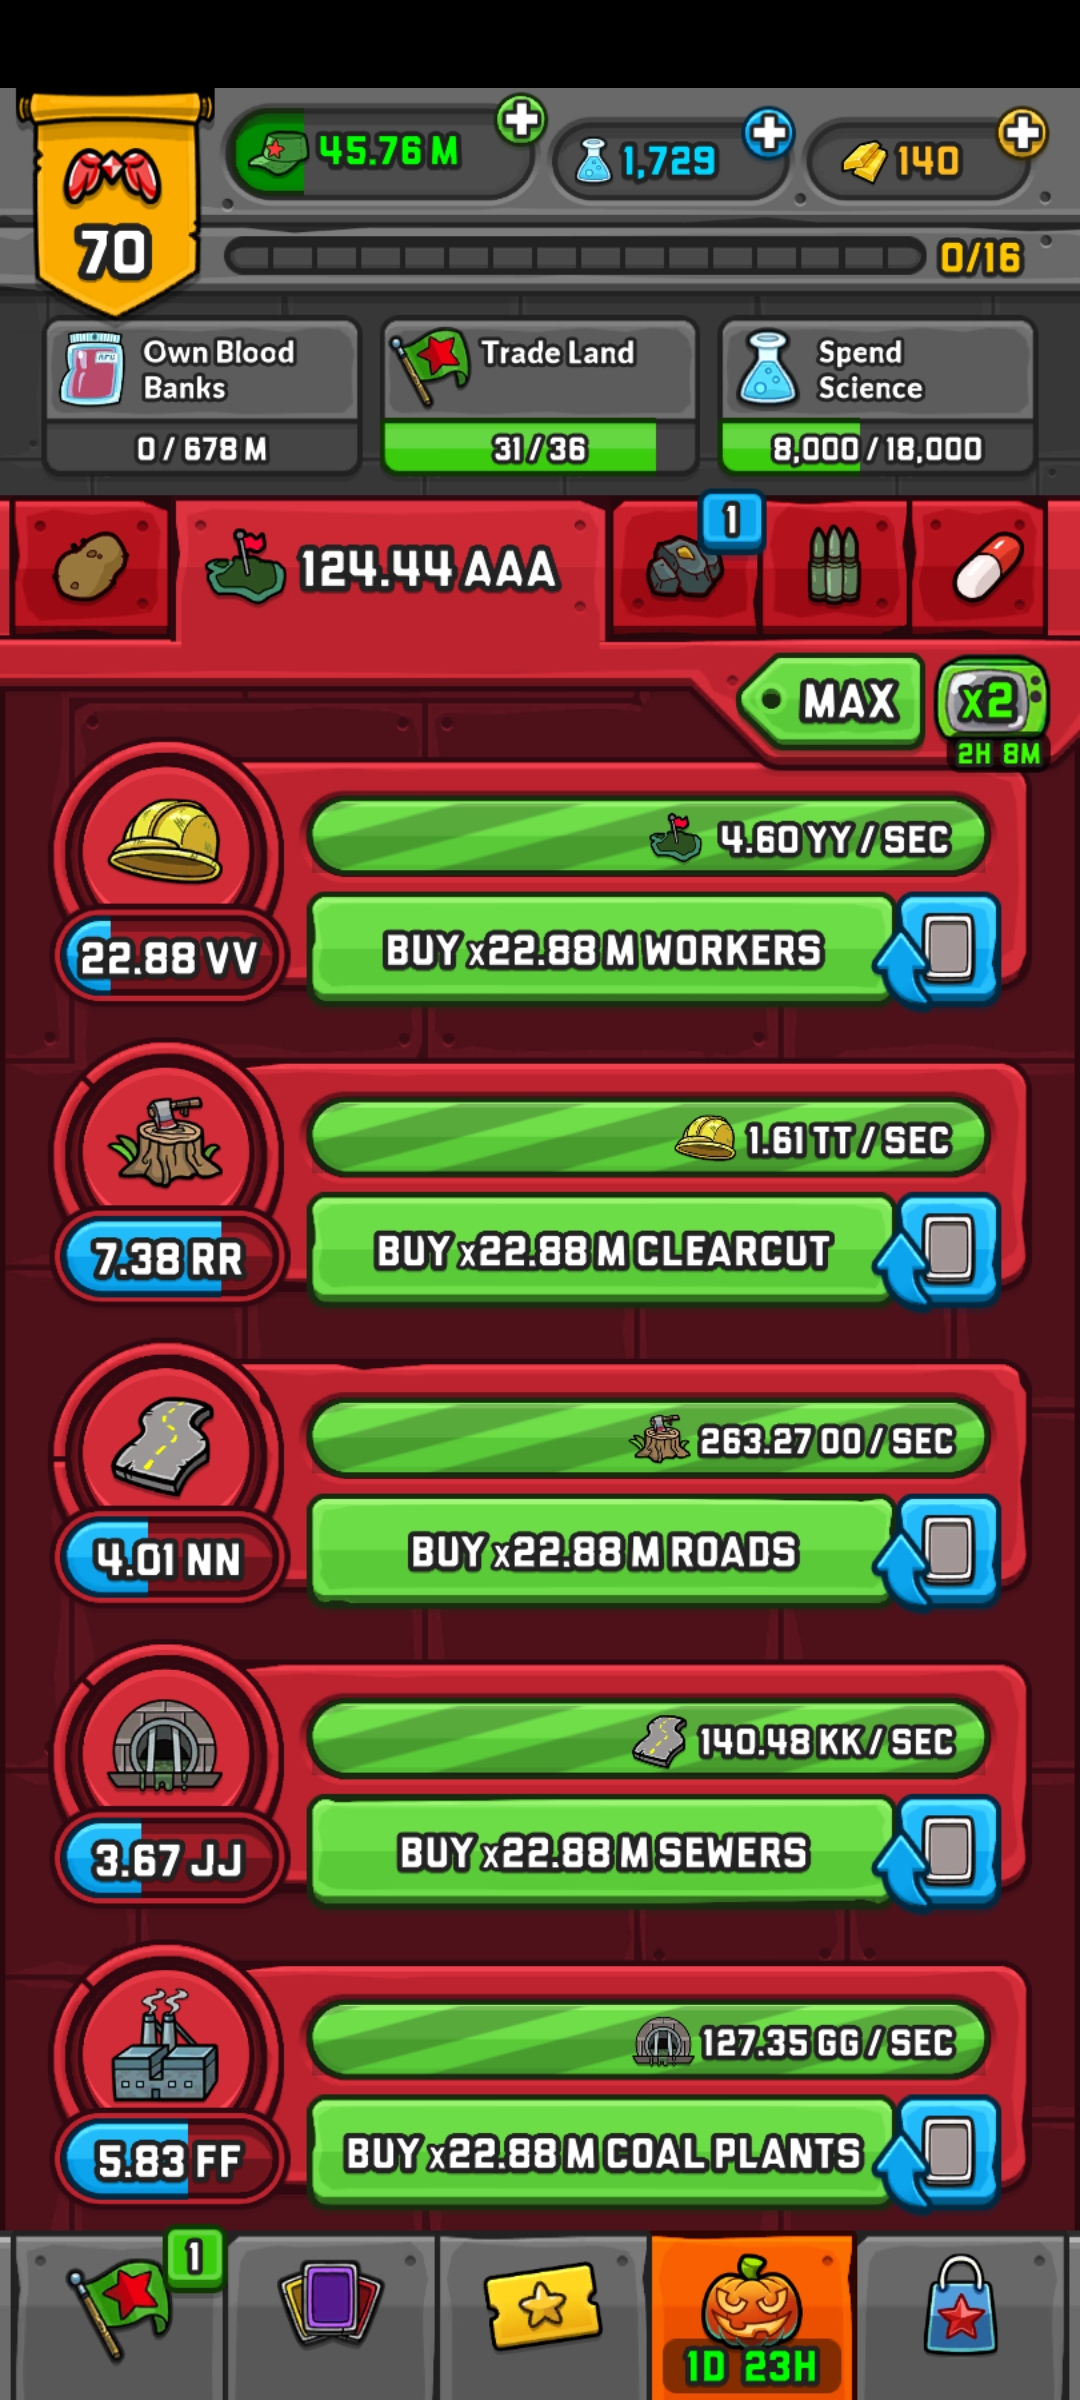 45.76 M
1,729
140
70
0/16
Own Blood Banks
0 / 678 M
Trade Land
31 / 36
Spend Science
8,000 / 18,000
124.44 AAA
1
MAX
x2
2H 8M
4.60 YY / SEC
22.88 VV
BUY x22.88 M WORKERS
1.61 TT / SEC
7.38 RR
BUY x22.88 M CLEARCUT
263.27 OO / SEC
4.01 NN
BUY x22.88 M ROADS
140.48 KK / SEC
3.67 JJ
BUY x22.88 M SEWERS
127.35 GG / SEC
5.83 FF
BUY x22.88 M COAL PLANTS
1
1D 23H